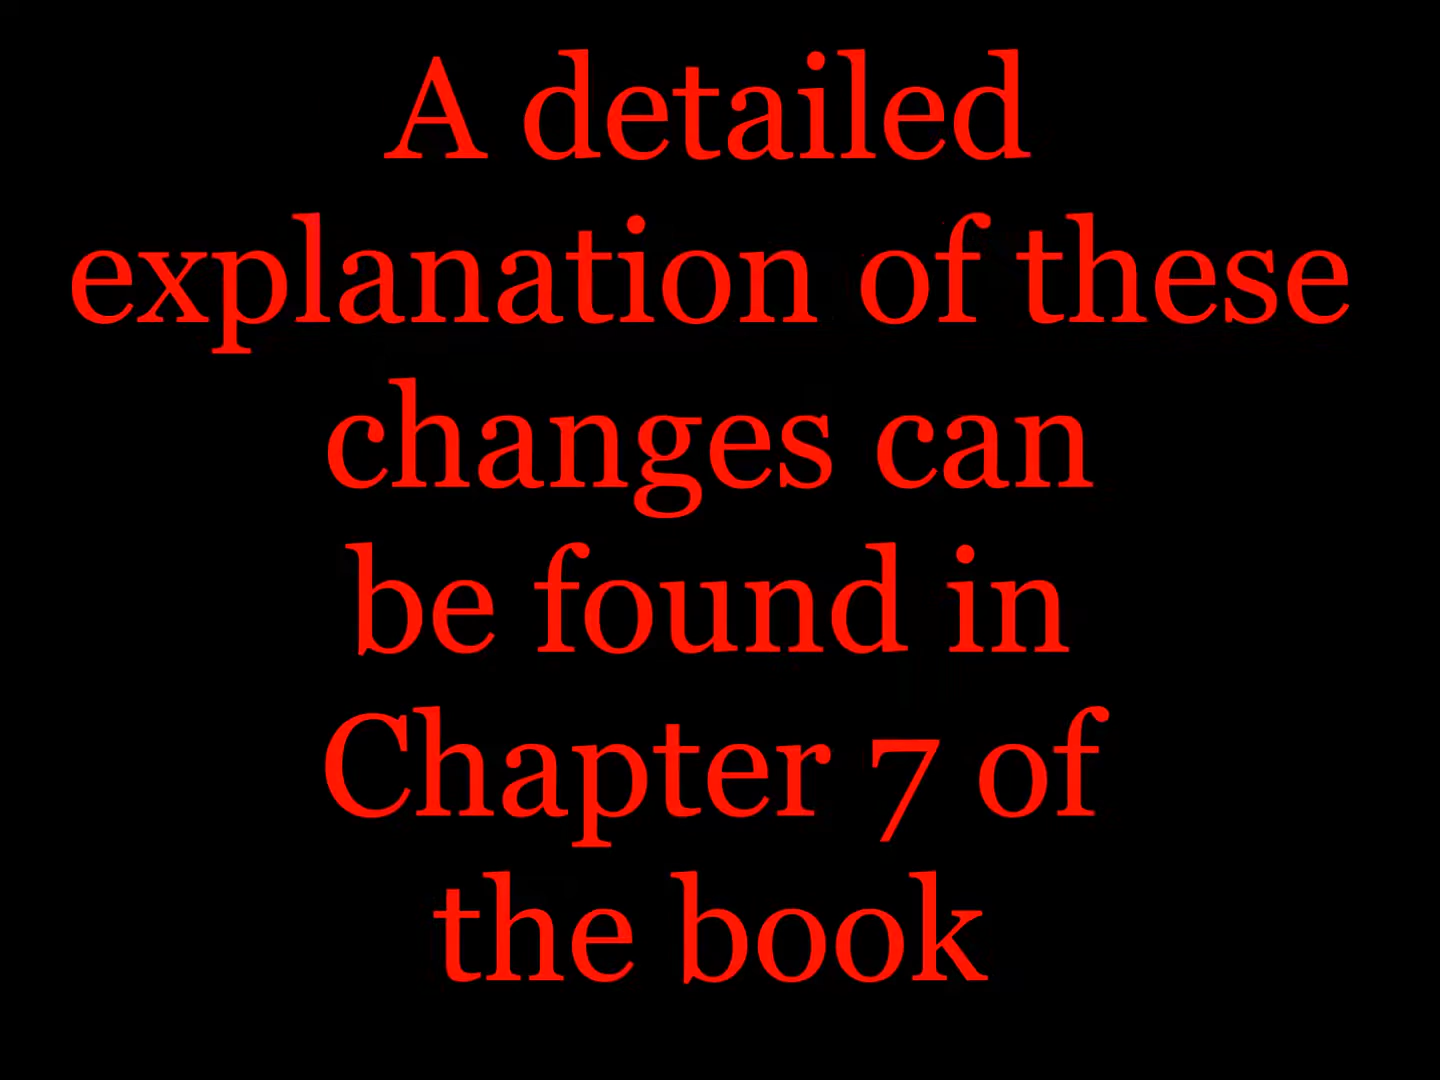 A detailed
explanation of these
changes can
be found in
Chapter 7 of
the book